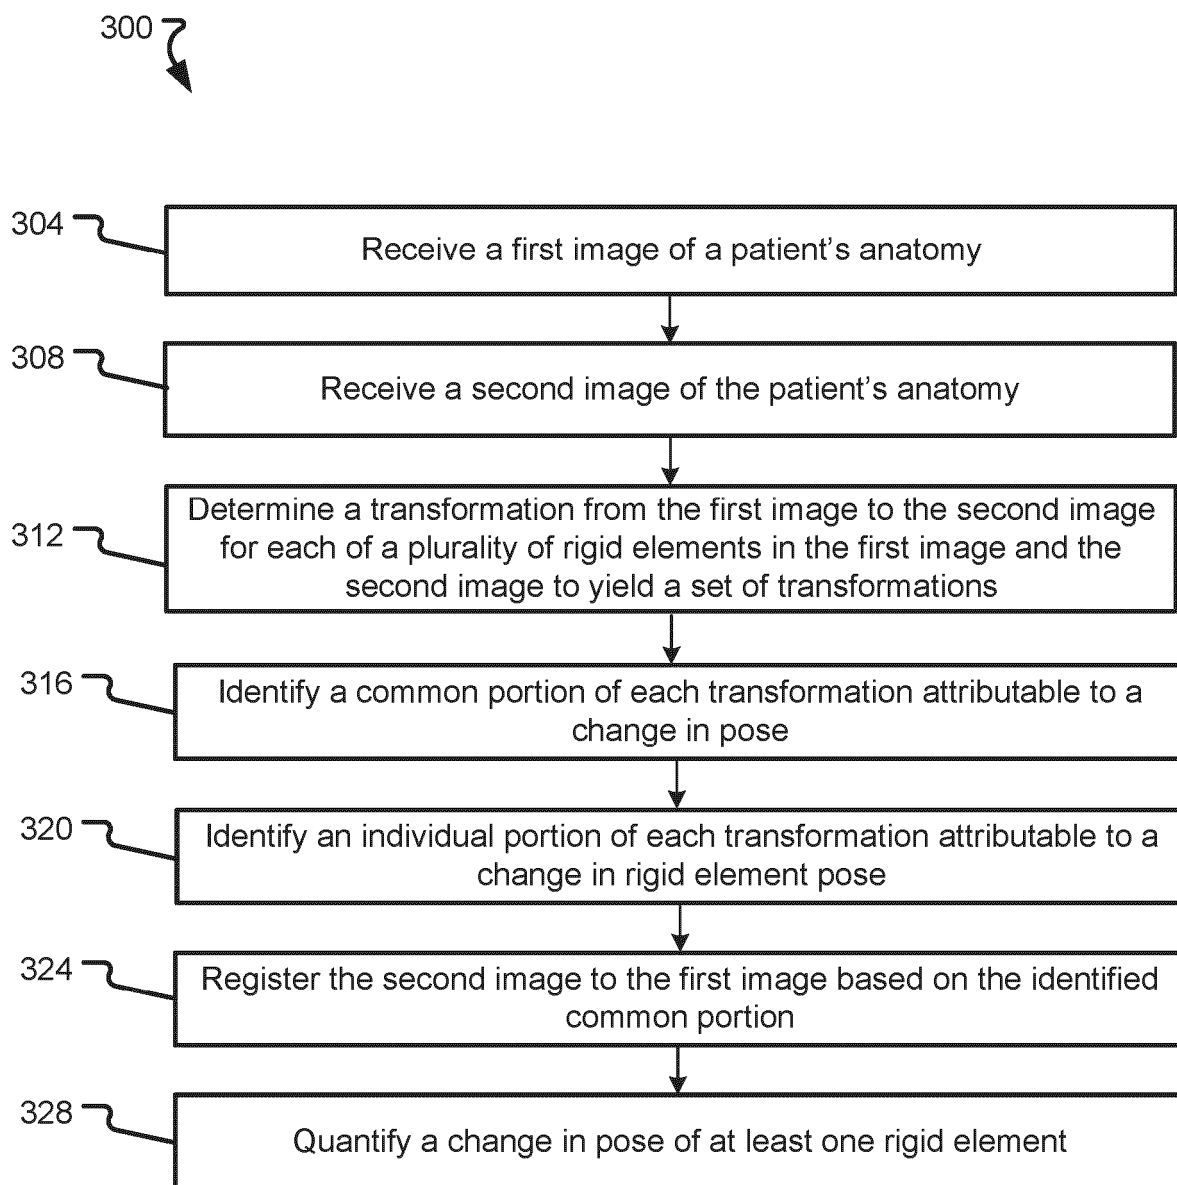 300
304
Receive a first image of a patient's anatomy
308
Receive a second image of the patient's anatomy
312
Determine a transformation from the first image to the second image
for each of a plurality of rigid elements in the first image and the
second image to yield a set of transformations
316
Identify a common portion of each transformation attributable to a
change in pose
320
Identify an individual portion of each transformation attributable to a
change in rigid element pose
324
Register the second image to the first image based on the identified
common portion
328
Quantify a change in pose of at least one rigid element